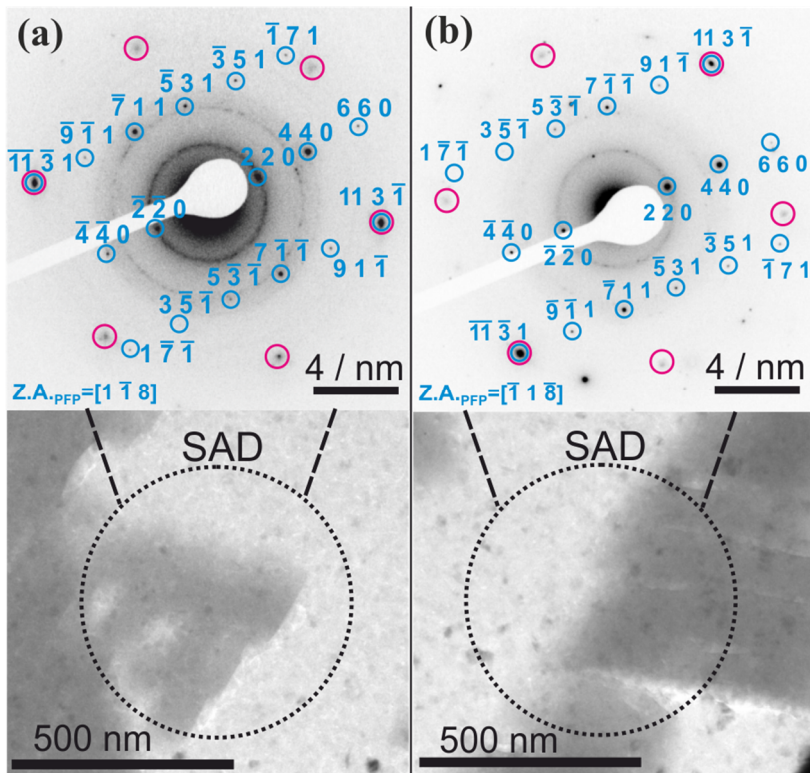 (a)
1̅ 7 1
3̅ 5 1
5̅ 3 1
7̅ 1 1
6 6 0
9̅ 1̅ 1
4 4 0
1̅1̅ 3̅ 1
2 2 0
2̅ 2̅ 0
11 3 1̅
4̅ 4̅ 0
7 1̅ 1̅
9 1 1̅
5 3̅ 1̅
3 5̅ 1̅
1 7̅ 1̅
4 / nm
Z.A.PFP=[1 1̅ 8]
SAD
500 nm
(b)
11 3 1̅
9 1 1̅
7 1̅ 1̅
5 3̅ 1̅
3 5̅ 1̅
1 7̅ 1̅
6 6 0
4 4 0
2 2 0
4̅ 4̅ 0
2̅ 2̅ 0
3̅ 5 1
1̅ 7 1
5̅ 3 1
7̅ 1 1
9̅ 1̅ 1
1̅1̅ 3̅ 1
4 / nm
Z.A.PFP=[1̅ 1 8̅]
SAD
500 nm